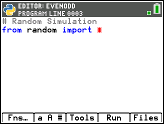 EDITOR: EVENODD
PROGRAM LINE 0003
# Random Simulation
from random import *
Fns… a A # Tools Run Files